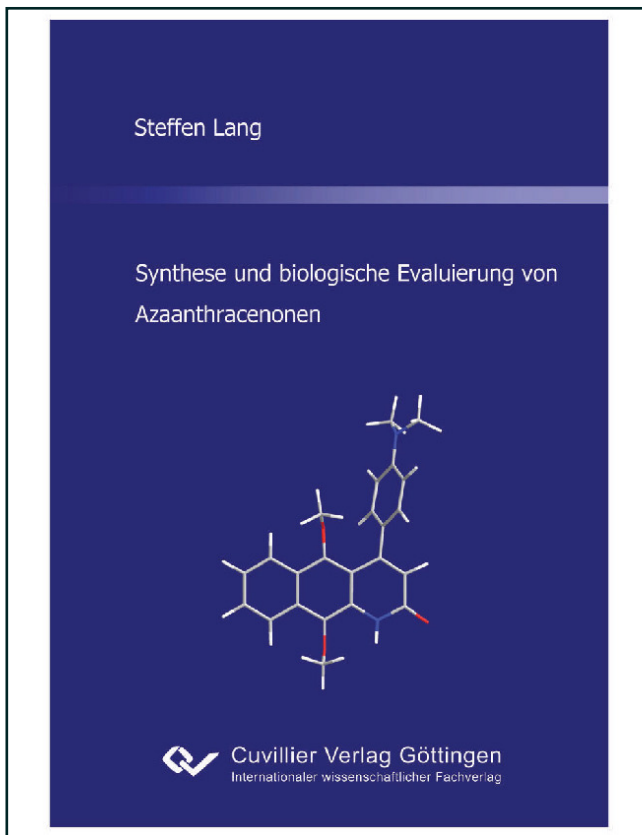 Steffen Lang
Synthese und biologische Evaluierung von
Azaanthracenonen
Cuvillier Verlag Göttingen
Internationaler wissenschaftlicher Fachverlag